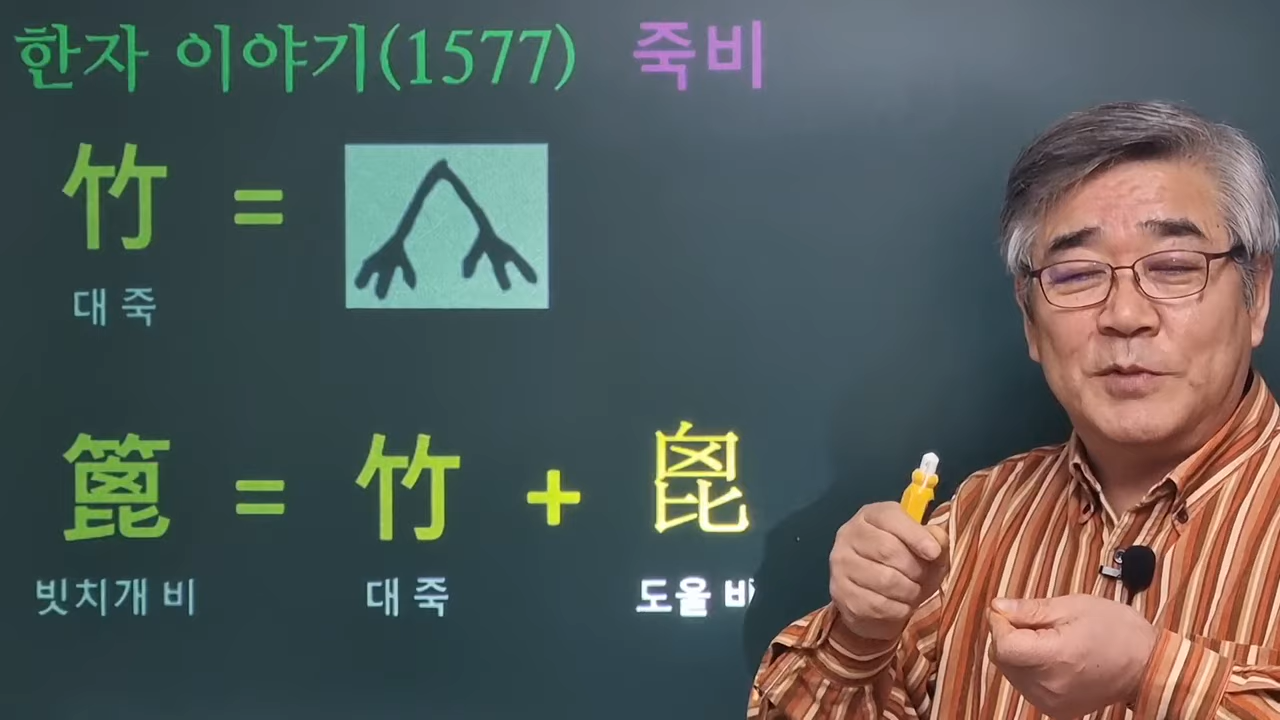 한자 이야기(1577) 죽비
竹 =
대 죽
篦 = 竹 + 𣬉
빗치개 비 대 죽 도울 비